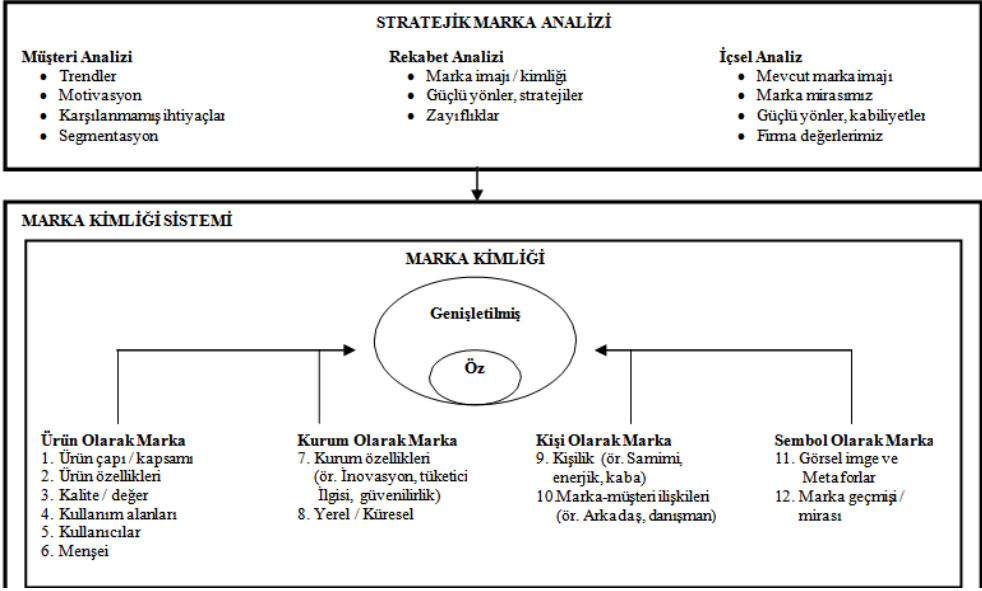 STRATEJİK MARKA ANALİZİ
Müşteri Analizi
• Trendler
• Motivasyon
• Karşılanmamış ihtiyaçlar
• Segmentasyon
Rekabet Analizi
• Marka imajı / kimliği
• Güçlü yönler, stratejiler
• Zayıflıklar
İçsel Analiz
• Mevcut marka imajı
• Marka mirasımız
• Güçlü yönler, kabiliyetler
• Firma değerlerimiz
MARKA KİMLİĞİ SİSTEMİ
MARKA KİMLİĞİ
Genişletilmiş
Öz
Ürün Olarak Marka
1. Ürün çapı / kapsamı
2. Ürün özellikleri
3. Kalite / değer
4. Kullanım alanları
5. Kullanıcılar
6. Menşei
Kurum Olarak Marka
7. Kurum özellikleri
(ör. İnovasyon, tüketici
İlgisi, güvenilirlik)
8. Yerel / Küresel
Kişi Olarak Marka
9. Kişilik (ör. Samimi,
enerjik, kaba)
10. Marka-müşteri ilişkileri
(ör. Arkadaş, danışman)
Sembol Olarak Marka
11. Görsel imge ve
Metaforlar
12. Marka geçmişi /
mirası